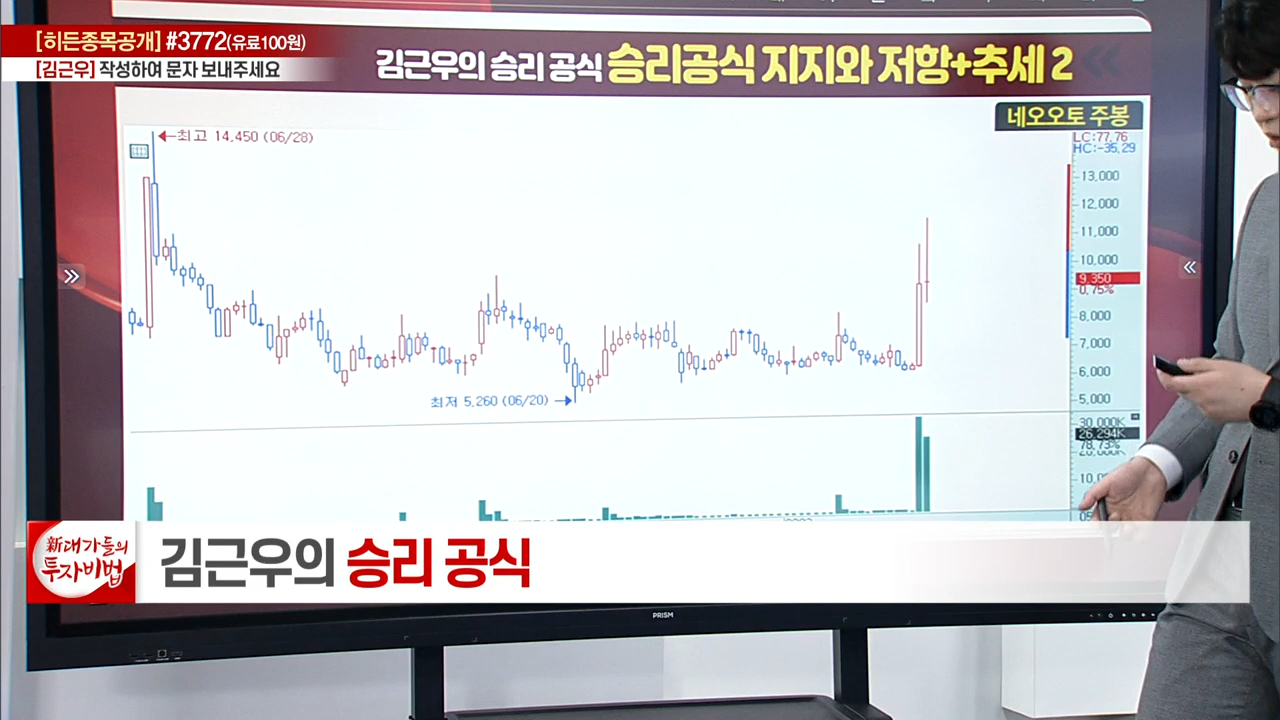 [히든종목공개] #3772(유료100원)
[김근우] 작성하여 문자 보내주세요
김근우의 승리 공식 승리공식 지지와 저항+추세 2
네오오토 주봉
최고 14,450 (06/28)
LC:77.76
HC:-35.29
13,000
12,000
11,000
10,000
9,350
0.75%
8,000
7,000
6,000
최저 5,260 (06/20)
5,000
30,000K
26,294K
78.73%
新대가들의
투자비법
김근우의 승리 공식
PRISM